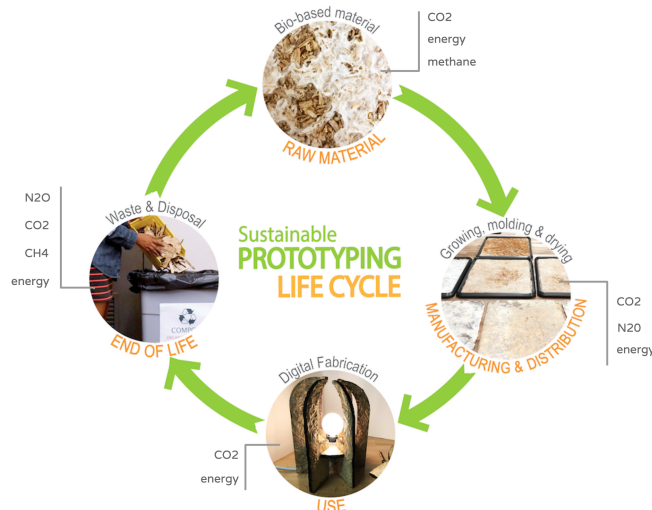 Bio-based material
RAW MATERIAL
CO2
energy
methane
Growing, molding & drying
MANUFACTURING & DISTRIBUTION
CO2
N20
energy
Digital Fabrication
USE
CO2
energy
Waste & Disposal
END OF LIFE
N2O
CO2
CH4
energy
Sustainable
PROTOTYPING
LIFE CYCLE